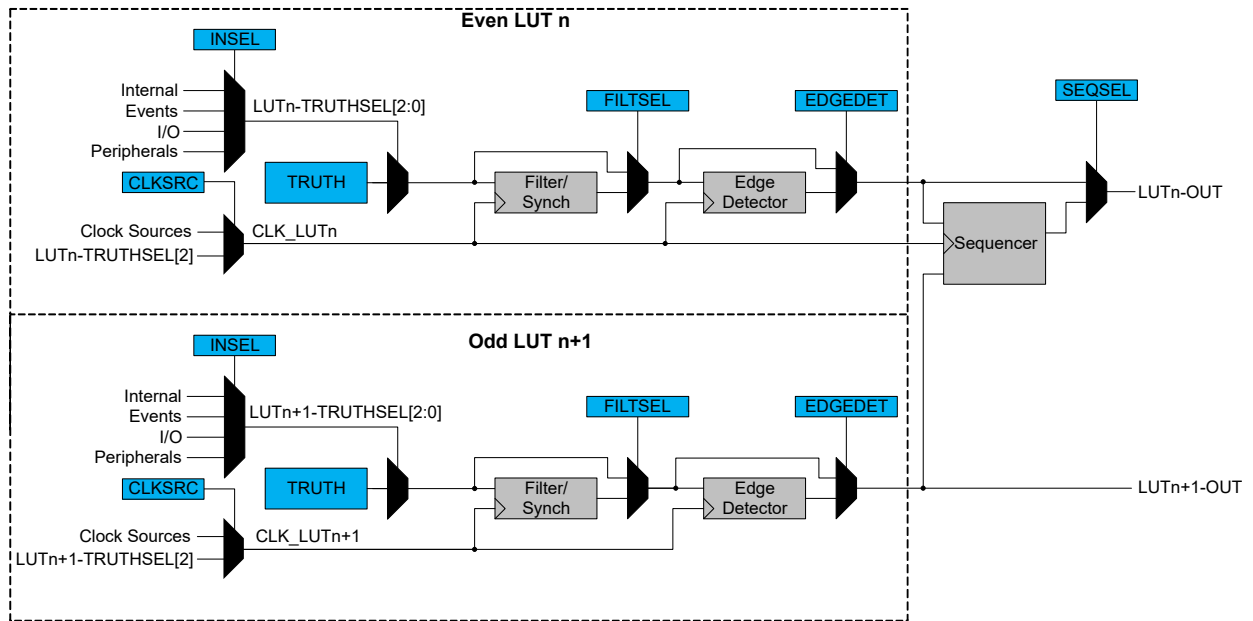 Even LUT n
INSEL
Internal
Events
I/O
Peripherals
LUTn-TRUTHSEL[2:0]
FILTSEL
EDGEDET
SEQSEL
CLKSRC
TRUTH
Filter/
Synch
Edge
Detector
LUTn-OUT
Clock Sources
LUTn-TRUTHSEL[2]
CLK_LUTn
Sequencer
Odd LUT n+1
INSEL
Internal
Events
I/O
Peripherals
LUTn+1-TRUTHSEL[2:0]
FILTSEL
EDGEDET
CLKSRC
TRUTH
Filter/
Synch
Edge
Detector
LUTn+1-OUT
Clock Sources
LUTn+1-TRUTHSEL[2]
CLK_LUTn+1